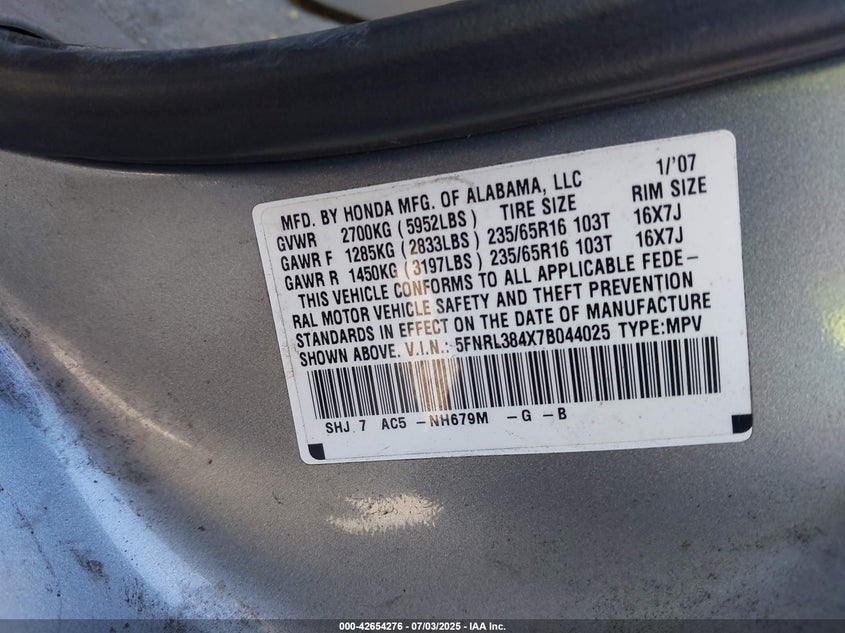 MFD. BY HONDA MFG. OF ALABAMA, LLC 1/'07
GVWR 2700KG (5952LBS) TIRE SIZE RIM SIZE
GAWR F 1285KG (2833LBS) 235/65R16 103T 16X7J
GAWR R 1450KG (3197LBS) 235/65R16 103T 16X7J
THIS VEHICLE CONFORMS TO ALL APPLICABLE FEDE-
RAL MOTOR VEHICLE SAFETY AND THEFT PREVENTION
STANDARDS IN EFFECT ON THE DATE OF MANUFACTURE
SHOWN ABOVE. V.I.N.: 5FNRL384X7B044025 TYPE:MPV
SHJ 7 AC5 -NH679M -G -B
000-42654276 | 07/03/2025 | IAA Inc.